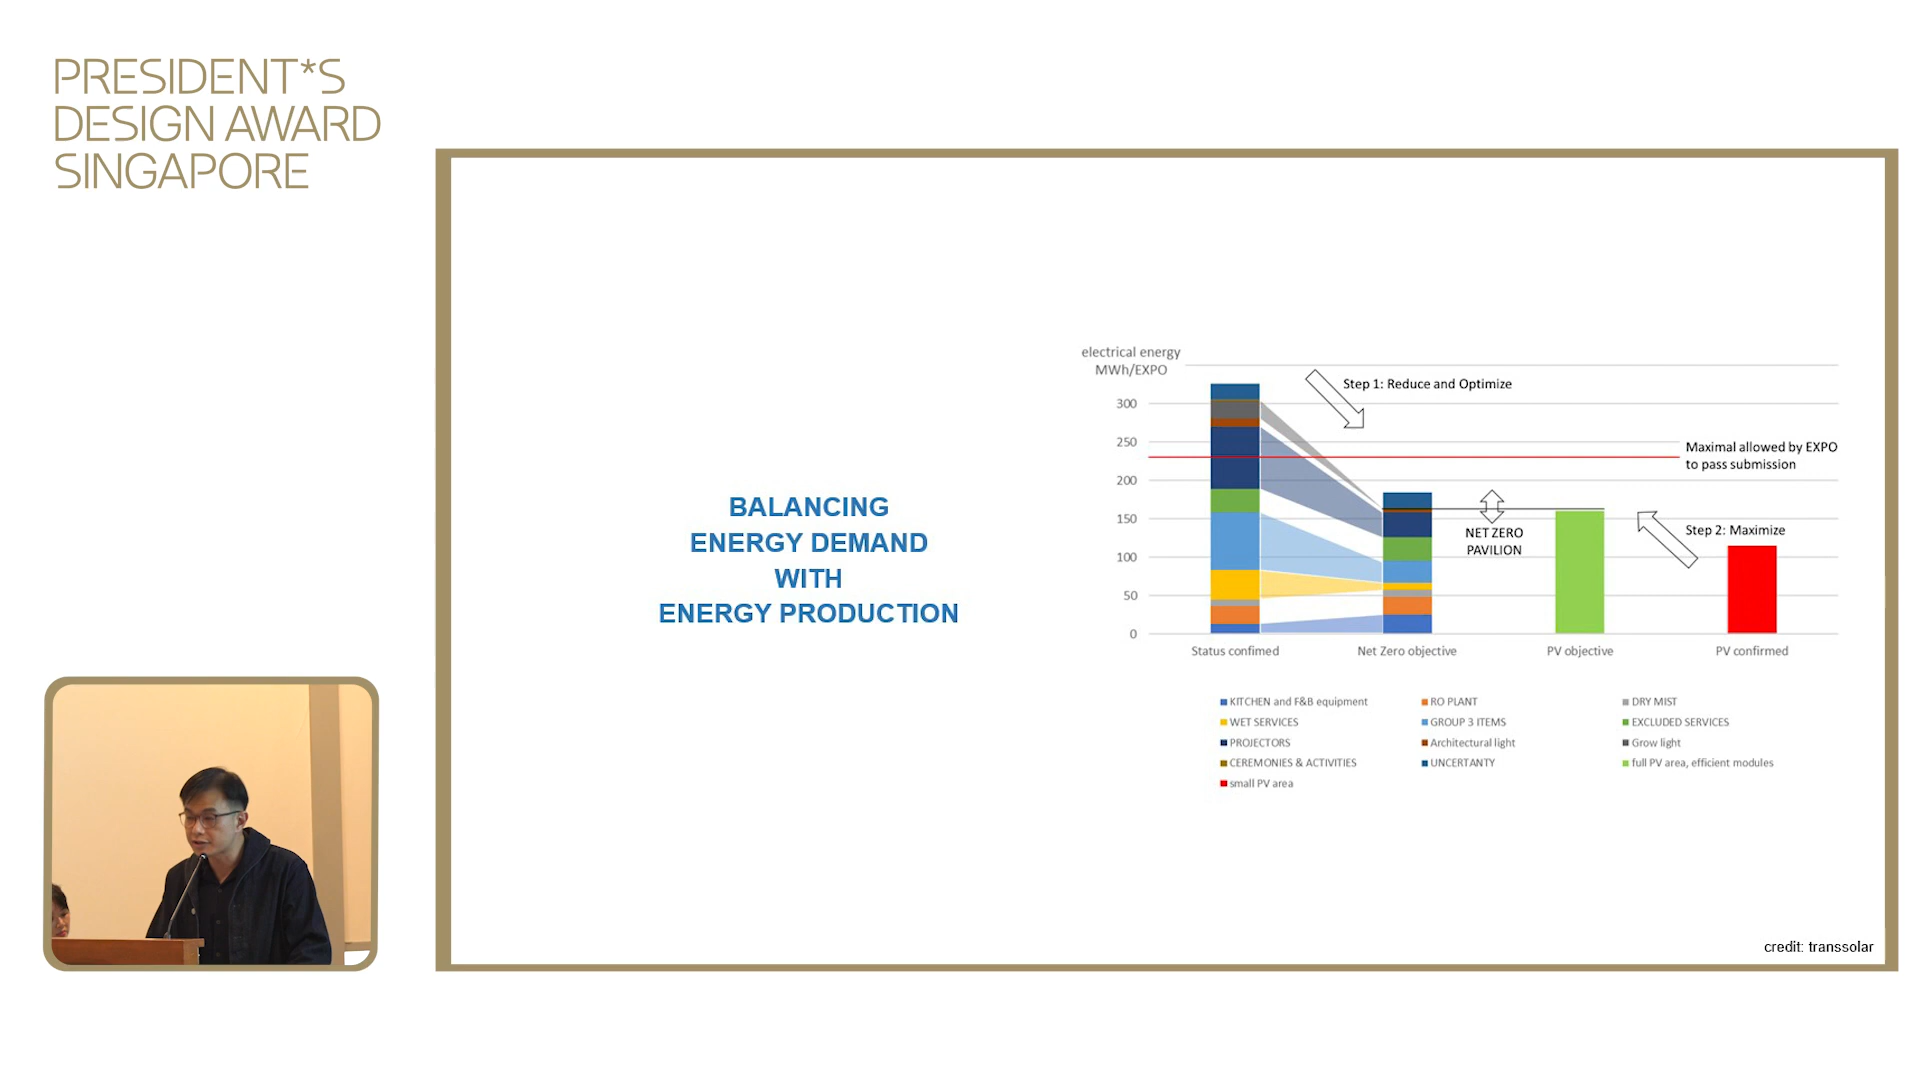 PRESIDENT*S
DESIGN AWARD
SINGAPORE
BALANCING
ENERGY DEMAND
WITH
ENERGY PRODUCTION
electrical energy
MWh/EXPO
300
250
200
150
100
50
0
Step 1: Reduce and Optimize
Maximal allowed by EXPO
to pass submission
NET ZERO
PAVILION
Step 2: Maximize
Status confimed
Net Zero objective
PV objective
PV confirmed
KITCHEN and F&B equipment
RO PLANT
DRY MIST
WET SERVICES
GROUP 3 ITEMS
EXCLUDED SERVICES
PROJECTORS
Architectural light
Grow light
CEREMONIES & ACTIVITIES
UNCERTANTY
full PV area, efficient modules
small PV area
credit: transsolar